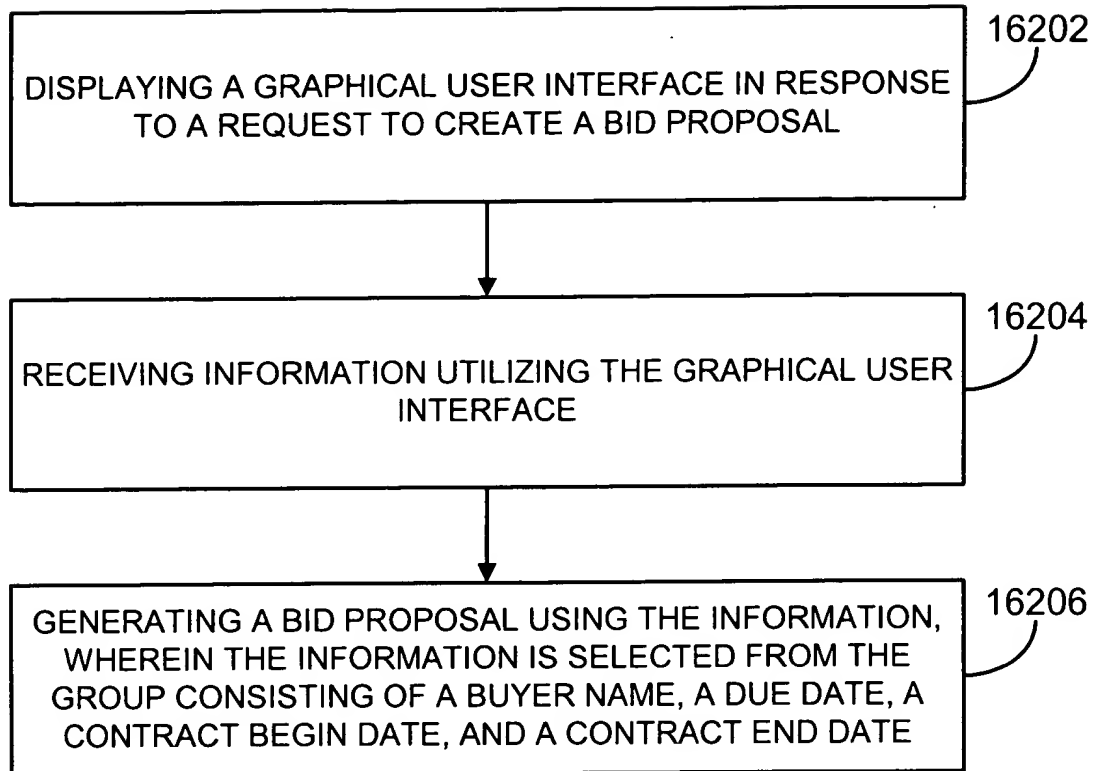 16202
DISPLAYING A GRAPHICAL USER INTERFACE IN RESPONSE
TO A REQUEST TO CREATE A BID PROPOSAL
16204
RECEIVING INFORMATION UTILIZING THE GRAPHICAL USER
INTERFACE
16206
GENERATING A BID PROPOSAL USING THE INFORMATION,
WHEREIN THE INFORMATION IS SELECTED FROM THE
GROUP CONSISTING OF A BUYER NAME, A DUE DATE, A
CONTRACT BEGIN DATE, AND A CONTRACT END DATE